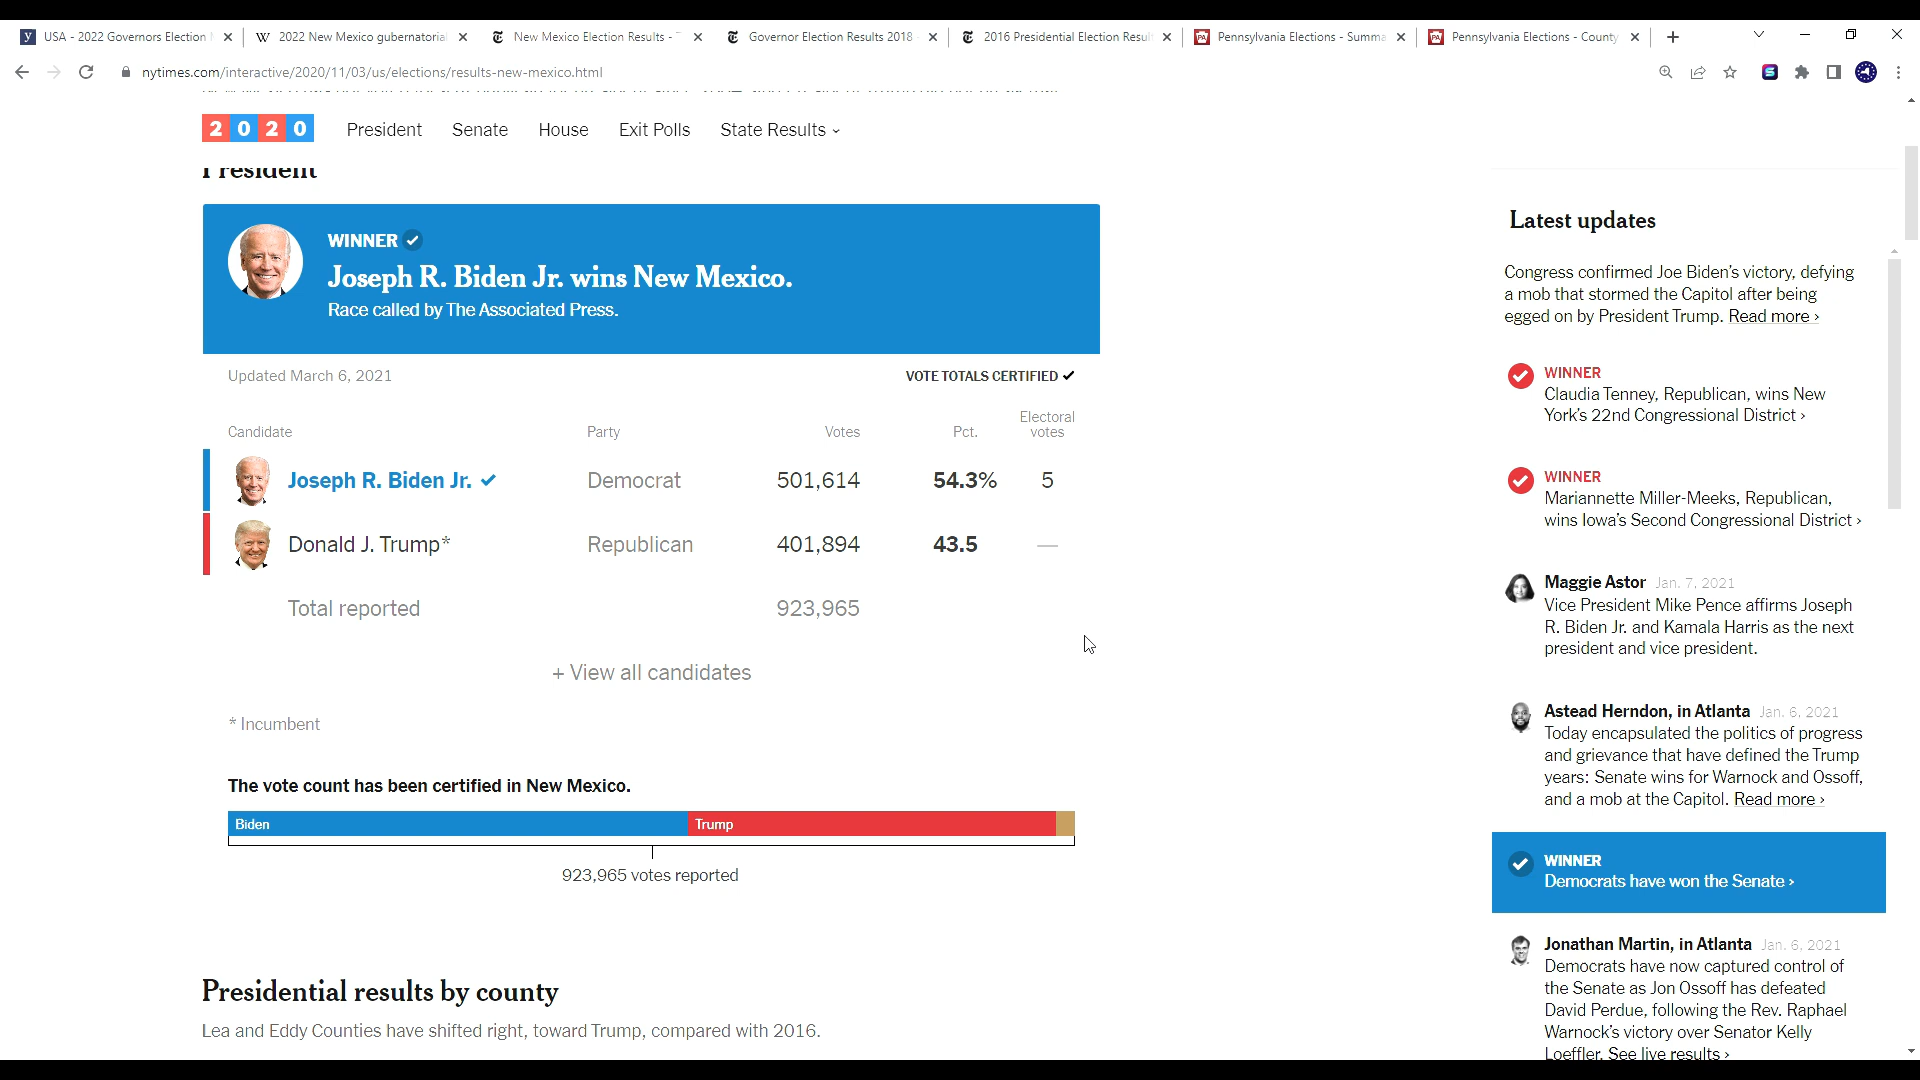 USA - 2022 Governors Election
2022 New Mexico gubernatorial
New Mexico Election Results -
Governor Election Results 2018
2016 Presidential Election Resul
Pennsylvania Elections - Summa
Pennsylvania Elections - County
nytimes.com/interactive/2020/11/03/us/elections/results-new-mexico.html
2020
President
Senate
House
Exit Polls
State Results
President
WINNER
Joseph R. Biden Jr. wins New Mexico.
Race called by The Associated Press.
Updated March 6, 2021
VOTE TOTALS CERTIFIED
Candidate Party Votes Pct. Electoral
votes
Joseph R. Biden Jr. Democrat 501,614 54.3% 5
Donald J. Trump* Republican 401,894 43.5 —
Total reported 923,965
+ View all candidates
* Incumbent
The vote count has been certified in New Mexico.
Biden Trump
923,965 votes reported
Presidential results by county
Lea and Eddy Counties have shifted right, toward Trump, compared with 2016.
Latest updates
Congress confirmed Joe Biden's victory, defying
a mob that stormed the Capitol after being
egged on by President Trump. Read more ›
WINNER
Claudia Tenney, Republican, wins New
York's 22nd Congressional District ›
WINNER
Mariannette Miller-Meeks, Republican,
wins Iowa's Second Congressional District ›
Maggie Astor Jan. 7, 2021
Vice President Mike Pence affirms Joseph
R. Biden Jr. and Kamala Harris as the next
president and vice president.
Astead Herndon, in Atlanta Jan. 6, 2021
Today encapsulated the politics of progress
and grievance that have defined the Trump
years: Senate wins for Warnock and Ossoff,
and a mob at the Capitol. Read more ›
WINNER
Democrats have won the Senate ›
Jonathan Martin, in Atlanta Jan. 6, 2021
Democrats have now captured control of
the Senate as Jon Ossoff has defeated
David Perdue, following the Rev. Raphael
Warnock's victory over Senator Kelly
Loeffler. See live results ›